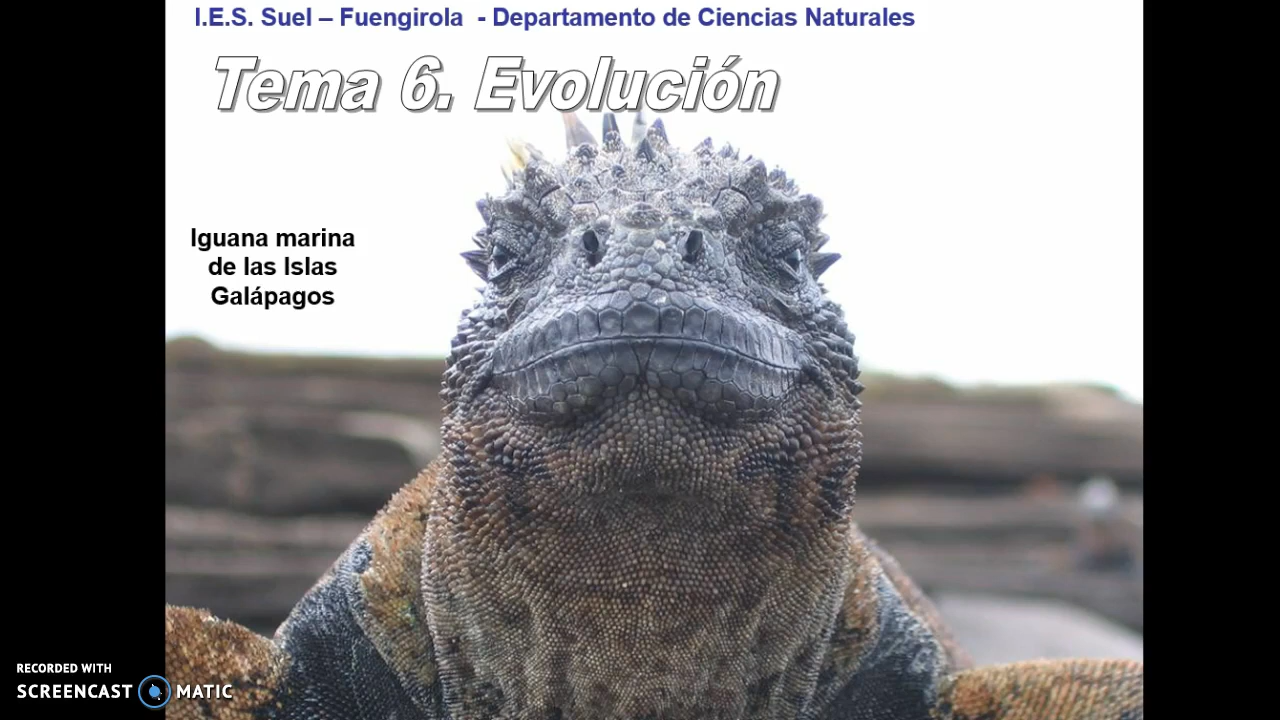 I.E.S. Suel – Fuengirola - Departamento de Ciencias Naturales
Tema 6. Evolución
Iguana marina
de las Islas
Galápagos
RECORDED WITH
SCREENCAST MATIC